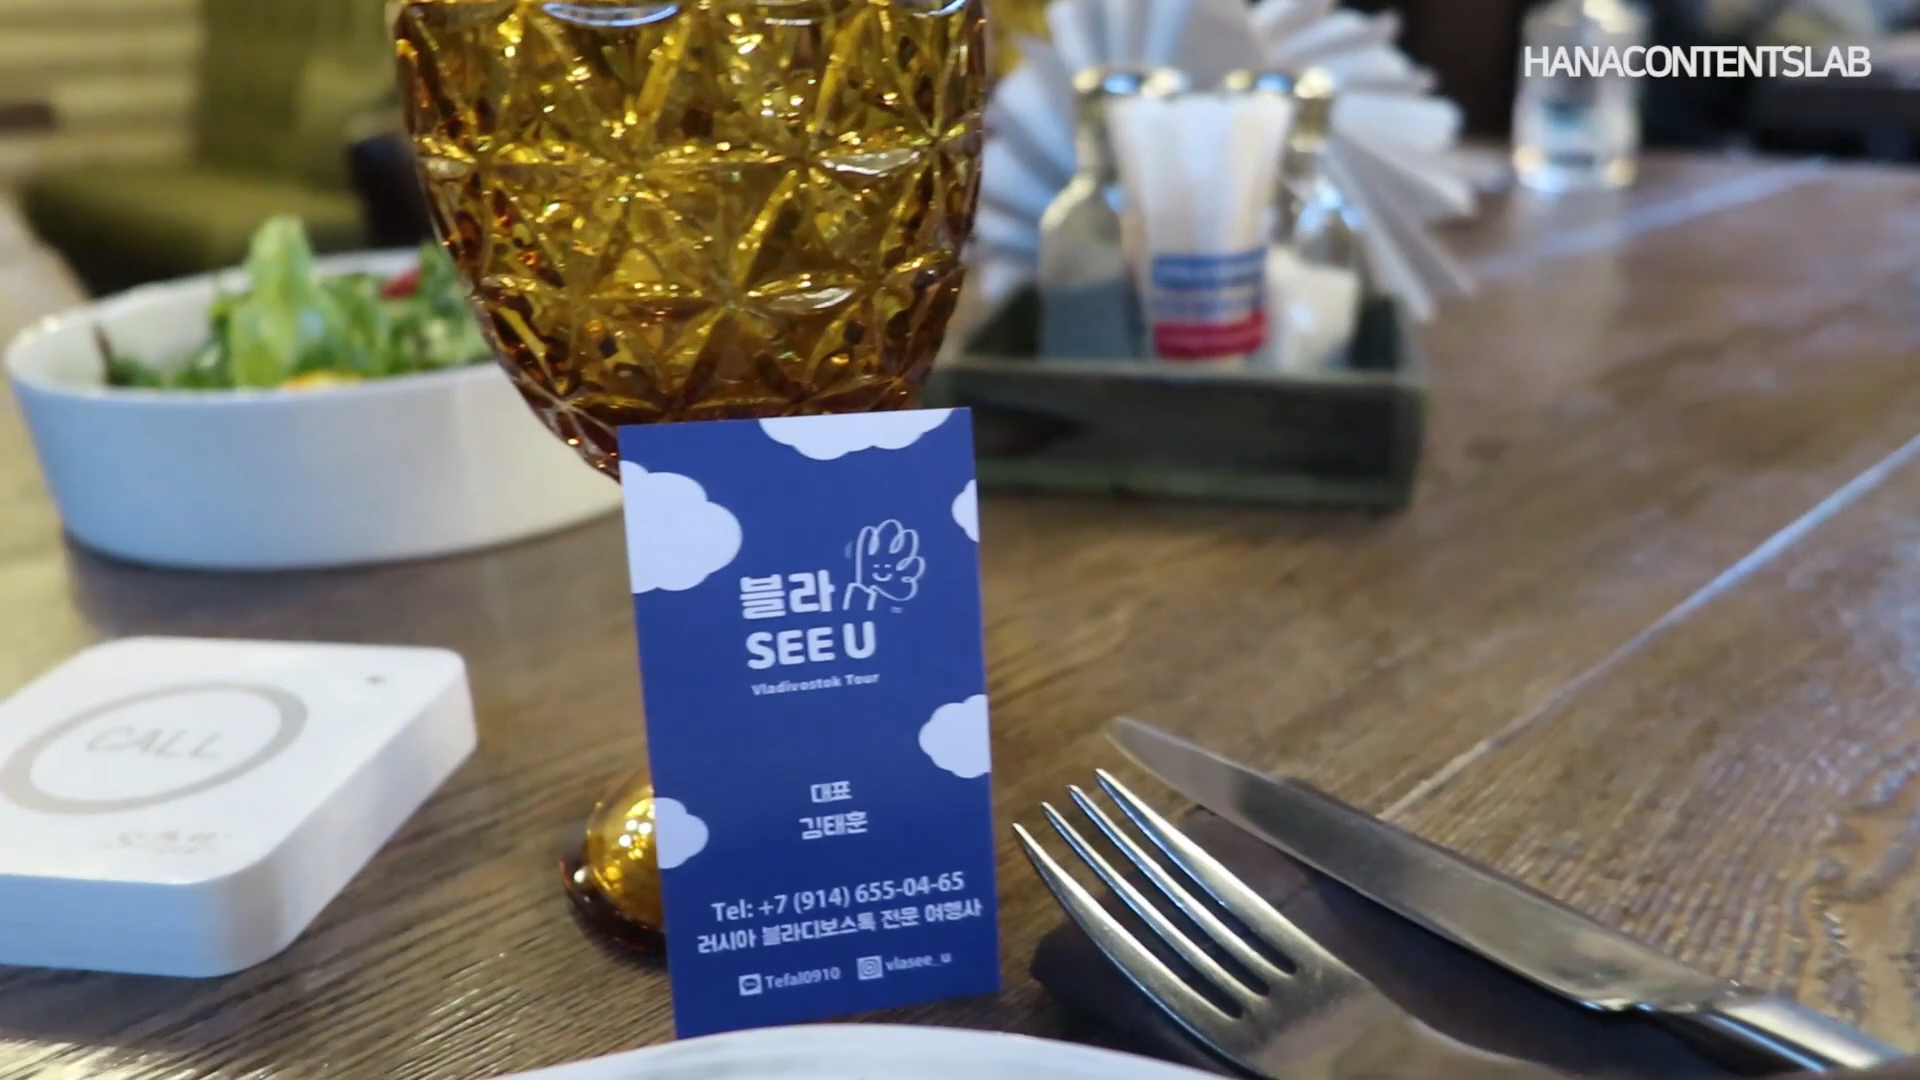 HANACONTENTSLAB
블라
SEE U
Vladivostok Tour
대표
김태훈
Tel: +7 (914) 655-04-65
러시아 블라디보스톡 전문 여행사
Tefal0910 vlasee_u
CALL